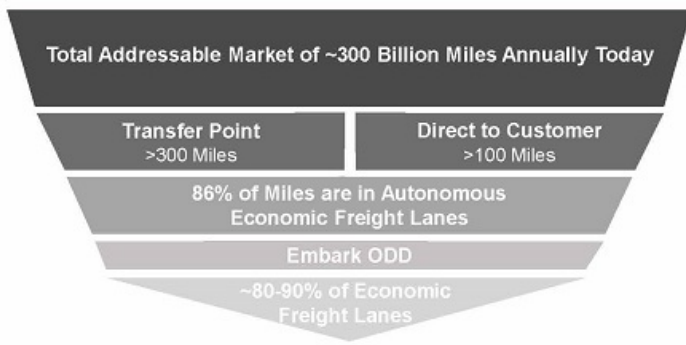 Total Addressable Market of ~300 Billion Miles Annually Today
Transfer Point
>300 Miles
Direct to Customer
>100 Miles
86% of Miles are in Autonomous
Economic Freight Lanes
Embark ODD
~80-90% of Economic
Freight Lanes